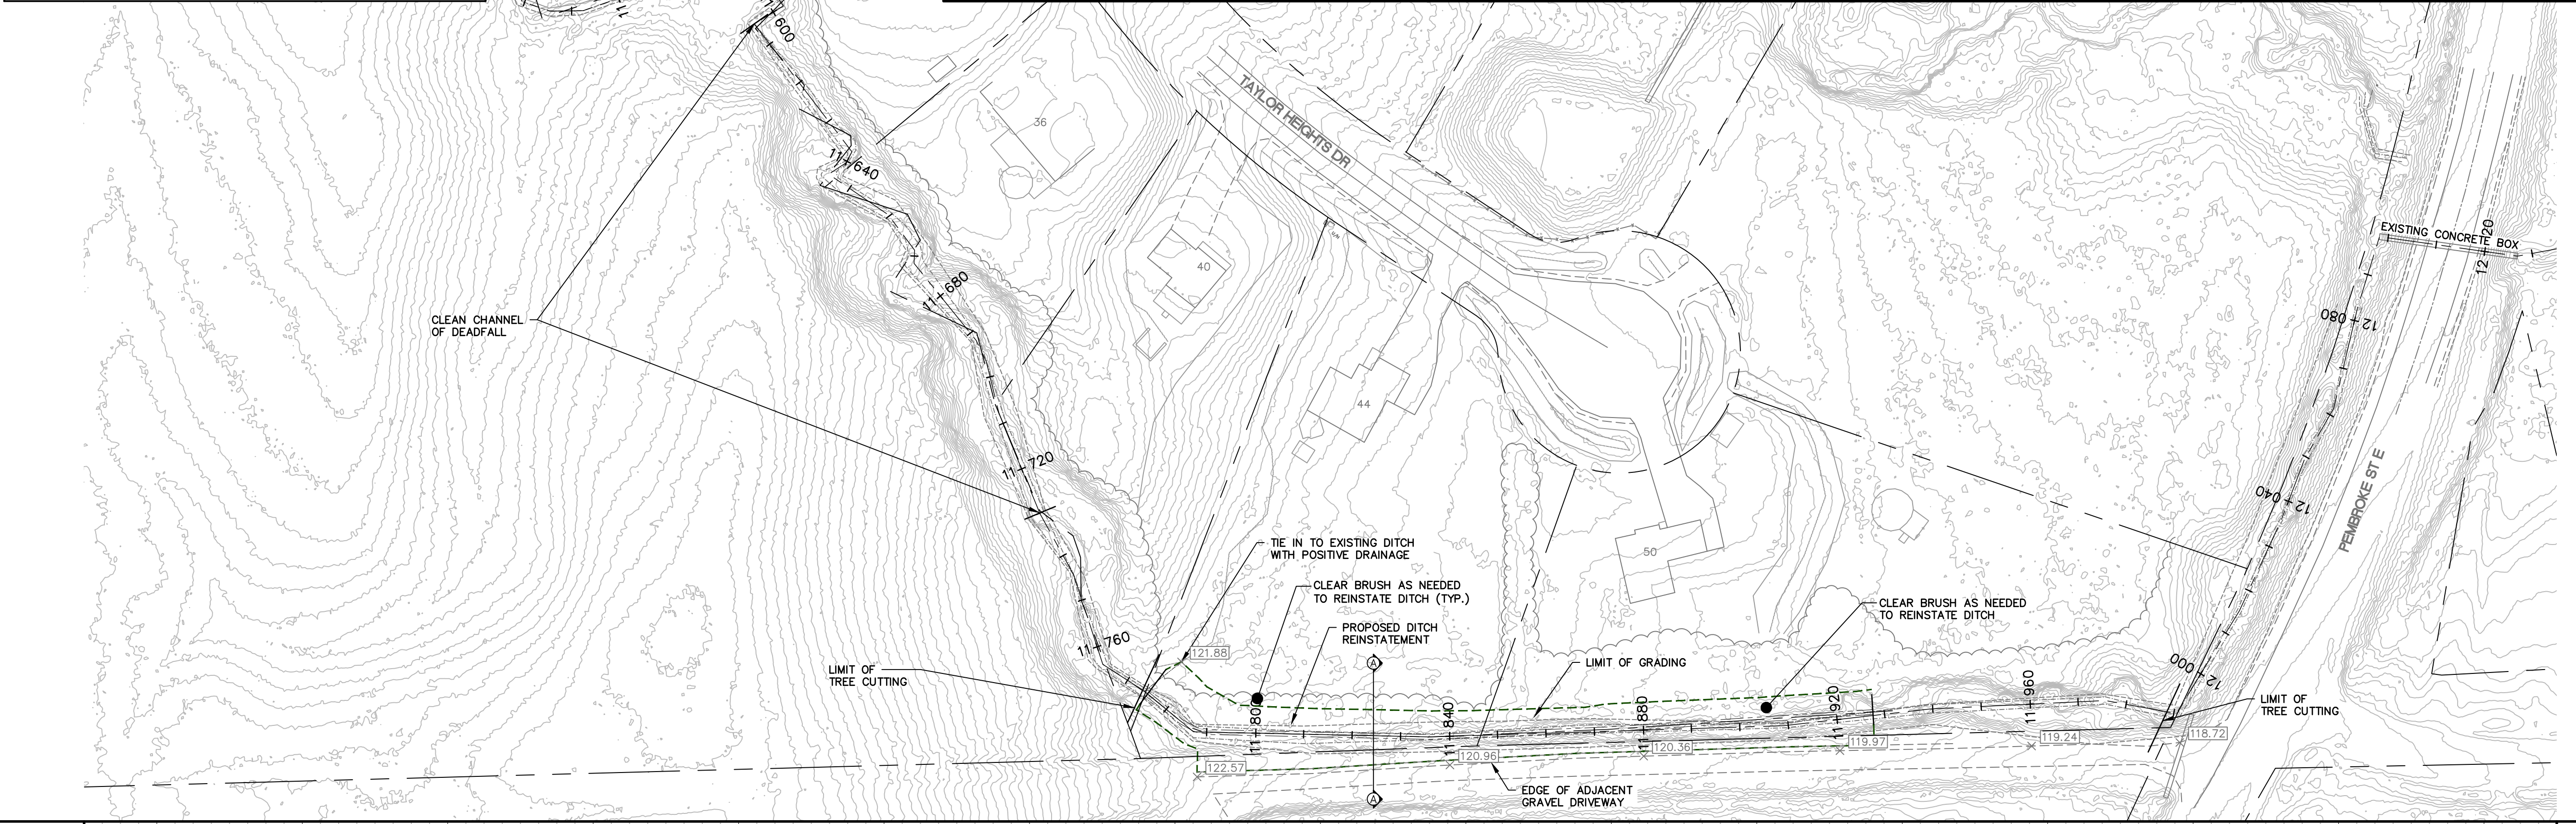 11+600
TAYLOR HEIGHTS DR
36
11+640
40
11+680
EXISTING CONCRETE BOX
12+120
12+080
CLEAN CHANNEL
OF DEADFALL
44
11+720
PEMBROKE ST E
12+040
TIE IN TO EXISTING DITCH
WITH POSITIVE DRAINAGE
50
CLEAR BRUSH AS NEEDED
TO REINSTATE DITCH (TYP.)
CLEAR BRUSH AS NEEDED
TO REINSTATE DITCH
PROPOSED DITCH
REINSTATEMENT
11+760
121.88
LIMIT OF GRADING
12+000
LIMIT OF
TREE CUTTING
A
11+800
11+840
11+880
11+920
11+960
LIMIT OF
TREE CUTTING
122.57
120.96
120.36
119.97
119.24
118.72
A
EDGE OF ADJACENT
GRAVEL DRIVEWAY